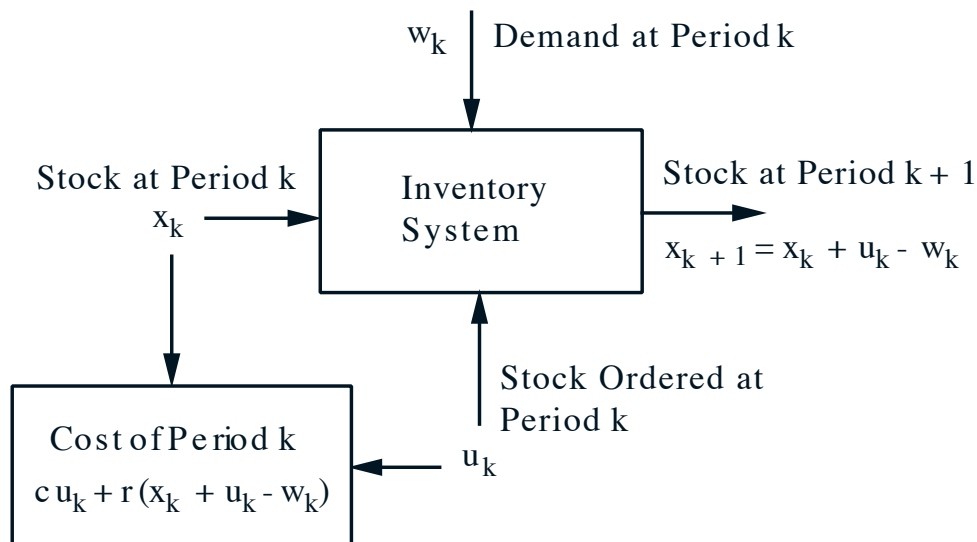 w_k Demand at Period k
Stock at Period k
x_k
Inventory
System
Stock at Period k + 1
x_{k + 1} = x_k + u_k - w_k
Stock Ordered at
Period k
u_k
Cost of Period k
c u_k + r (x_k + u_k - w_k)